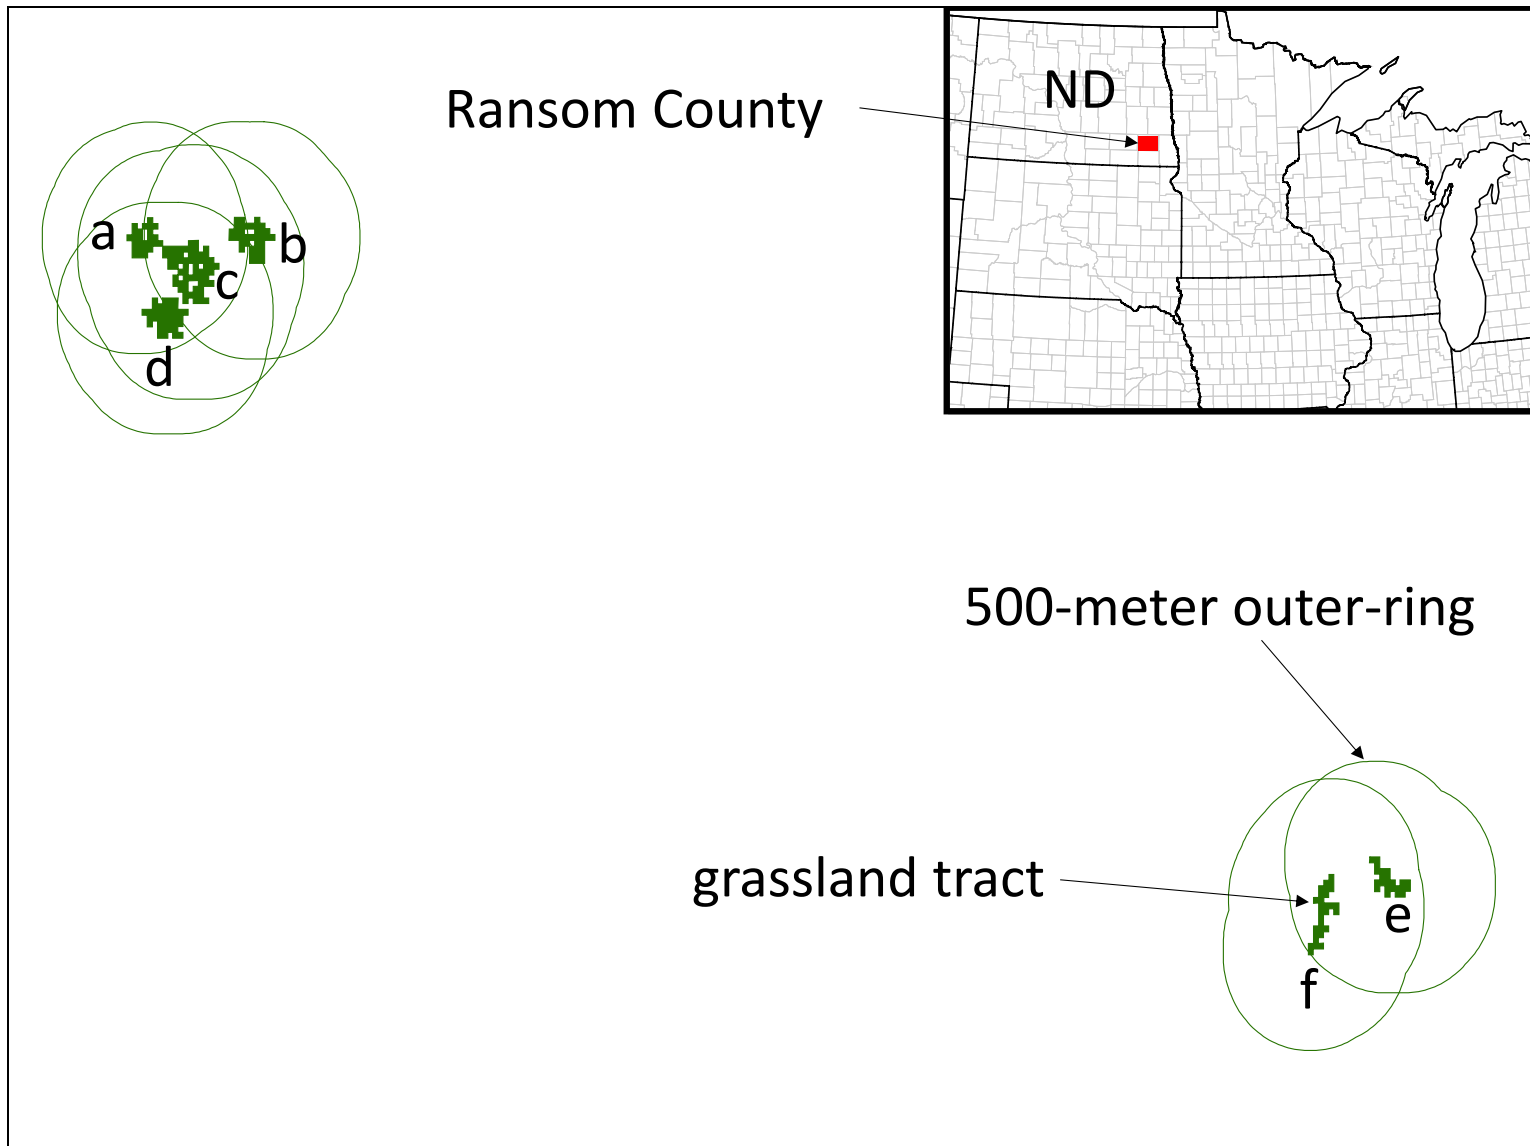 ND
Ransom County
a
b
c
d
500-meter outer-ring
grassland tract
e
f